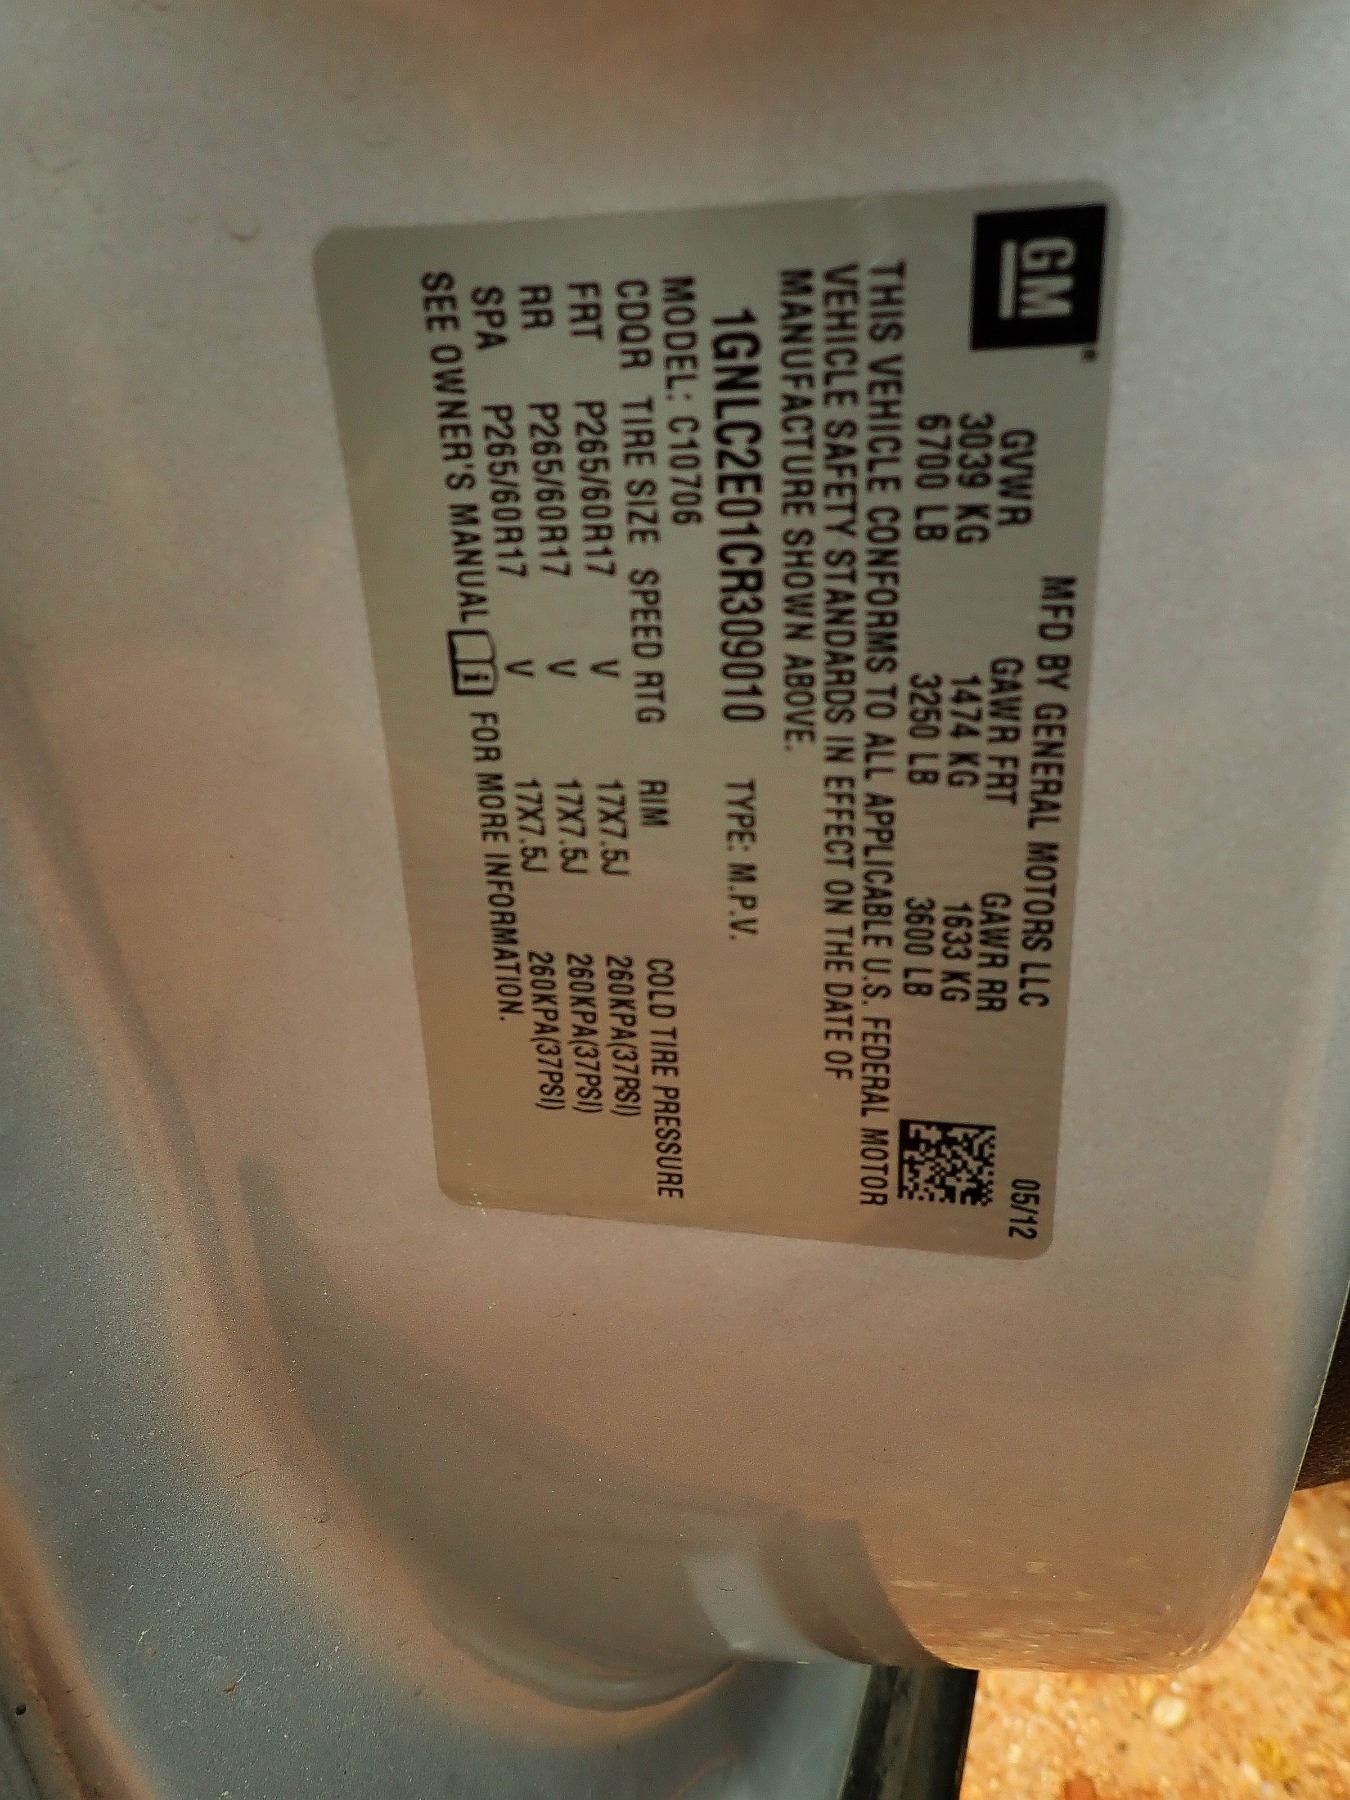 GM®
MFD BY GENERAL MOTORS LLC 05/12
GVWR GAWR FRT GAWR RR
3039 KG 1474 KG 1633 KG
6700 LB 3250 LB 3600 LB
THIS VEHICLE CONFORMS TO ALL APPLICABLE U.S. FEDERAL MOTOR
VEHICLE SAFETY STANDARDS IN EFFECT ON THE DATE OF
MANUFACTURE SHOWN ABOVE.
1GNLC2E01CR309010 TYPE: M.P.V.
MODEL: C10706
CDQR TIRE SIZE SPEED RTG RIM COLD TIRE PRESSURE
FRT P265/60R17 V 17X7.5J 260KPA(37PSI)
RR P265/60R17 V 17X7.5J 260KPA(37PSI)
SPA P265/60R17 V 17X7.5J 260KPA(37PSI)
SEE OWNER'S MANUAL i FOR MORE INFORMATION.